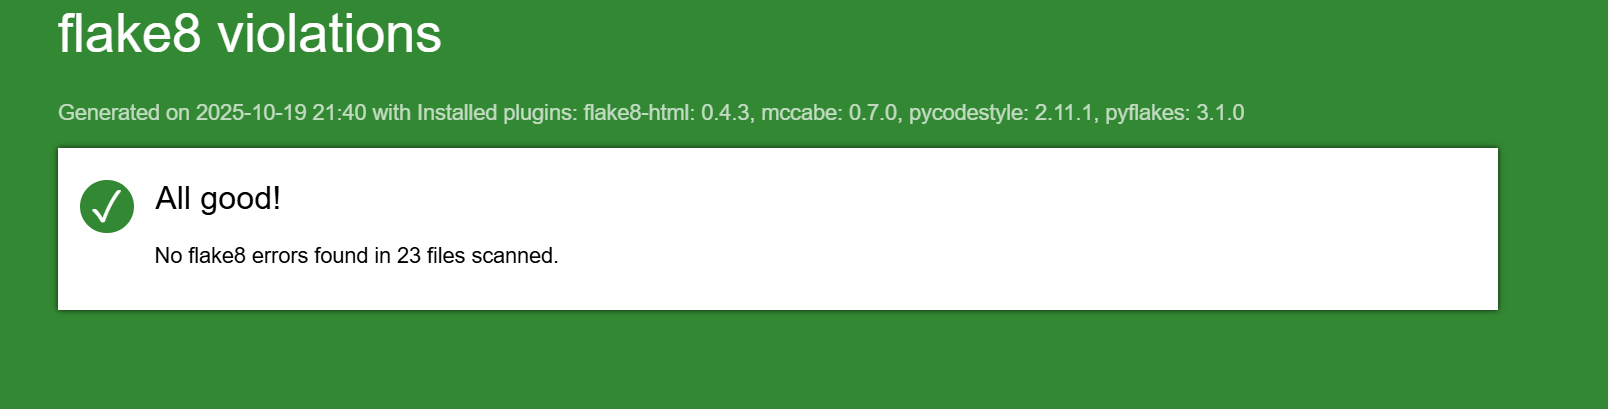 flake8 violations
Generated on 2025-10-19 21:40 with Installed plugins: flake8-html: 0.4.3, mccabe: 0.7.0, pycodestyle: 2.11.1, pyflakes: 3.1.0
All good!
No flake8 errors found in 23 files scanned.